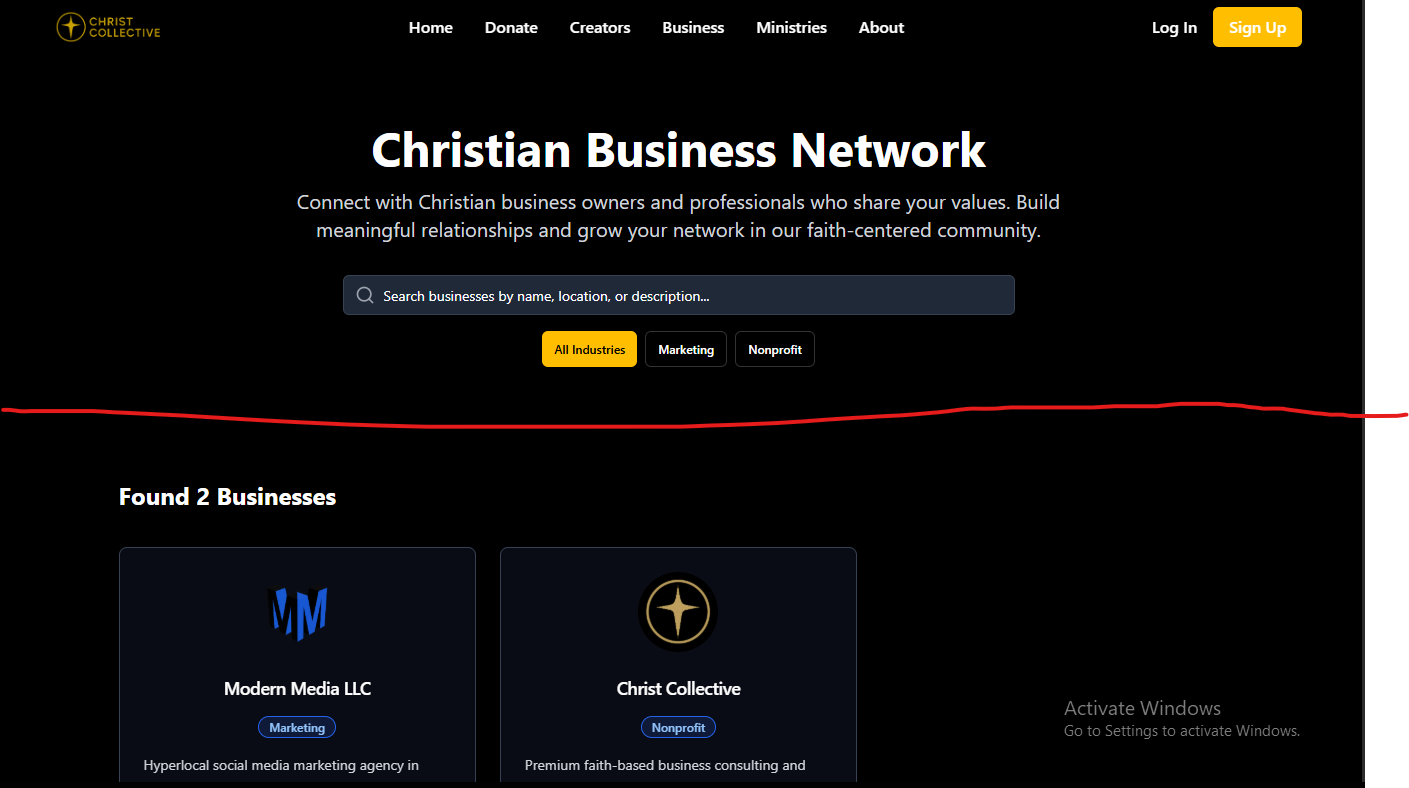 CHRIST
COLLECTIVE
Home Donate Creators Business Ministries About Log In Sign Up
Christian Business Network
Connect with Christian business owners and professionals who share your values. Build
meaningful relationships and grow your network in our faith-centered community.
Search businesses by name, location, or description...
All Industries Marketing Nonprofit
Found 2 Businesses
MM
Modern Media LLC
Marketing
Hyperlocal social media marketing agency in
Christ Collective
Nonprofit
Premium faith-based business consulting and
Activate Windows
Go to Settings to activate Windows.